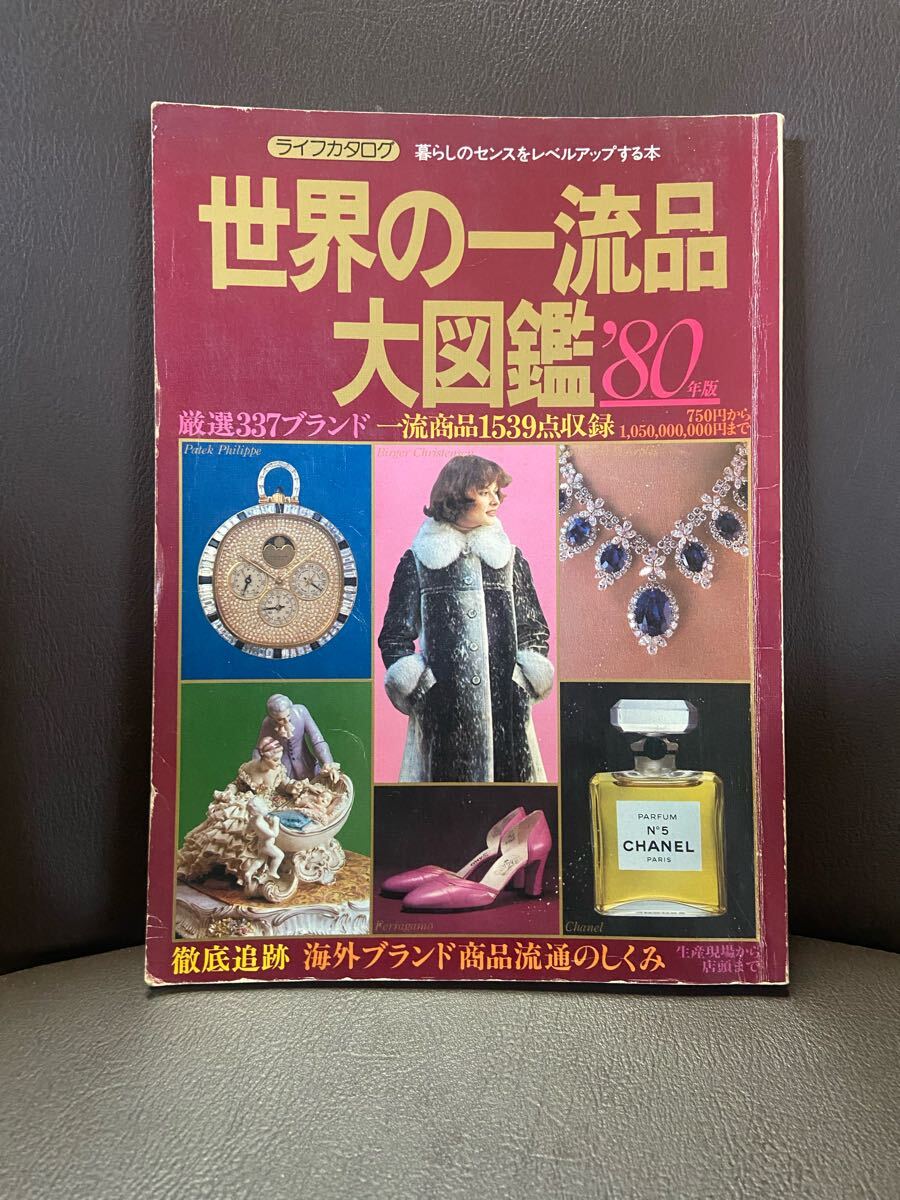 ライフカタログ 暮らしのセンスをレベルアップする本
世界の一流品
大図鑑 '80年版
厳選337ブランド 一流商品1539点収録 750円から
1,050,000,000円まで
Patek Philippe
Birger Christensen
PARFUM
N°5
CHANEL
PARIS
Ferragamo
Chanel
徹底追跡 海外ブランド商品流通のしくみ 生産現場から
店頭まで